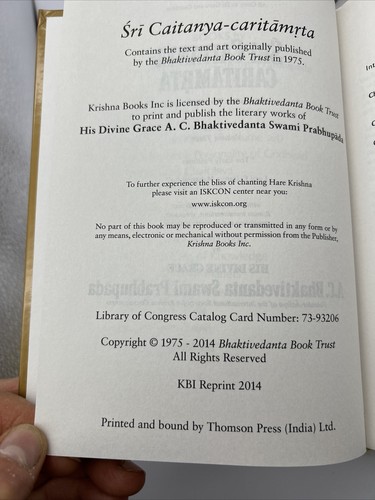 Śrī Caitanya-caritāmṛta
Contains the text and art originally published
by the Bhaktivedanta Book Trust in 1975.
Krishna Books Inc is licensed by the Bhaktivedanta Book Trust
to print and publish the literary works of
His Divine Grace A. C. Bhaktivedanta Swami Prabhupāda
To further experience the bliss of chanting Hare Krishna
please visit an ISKCON center near you:
www.iskcon.org
No part of this book may be reproduced or transmitted in any form or by
any means, electronic or mechanical without permission from the Publisher,
Krishna Books Inc.
Library of Congress Catalog Card Number: 73-93206
Copyright © 1975 - 2014 Bhaktivedanta Book Trust
All Rights Reserved
KBI Reprint 2014
Printed and bound by Thomson Press (India) Ltd.